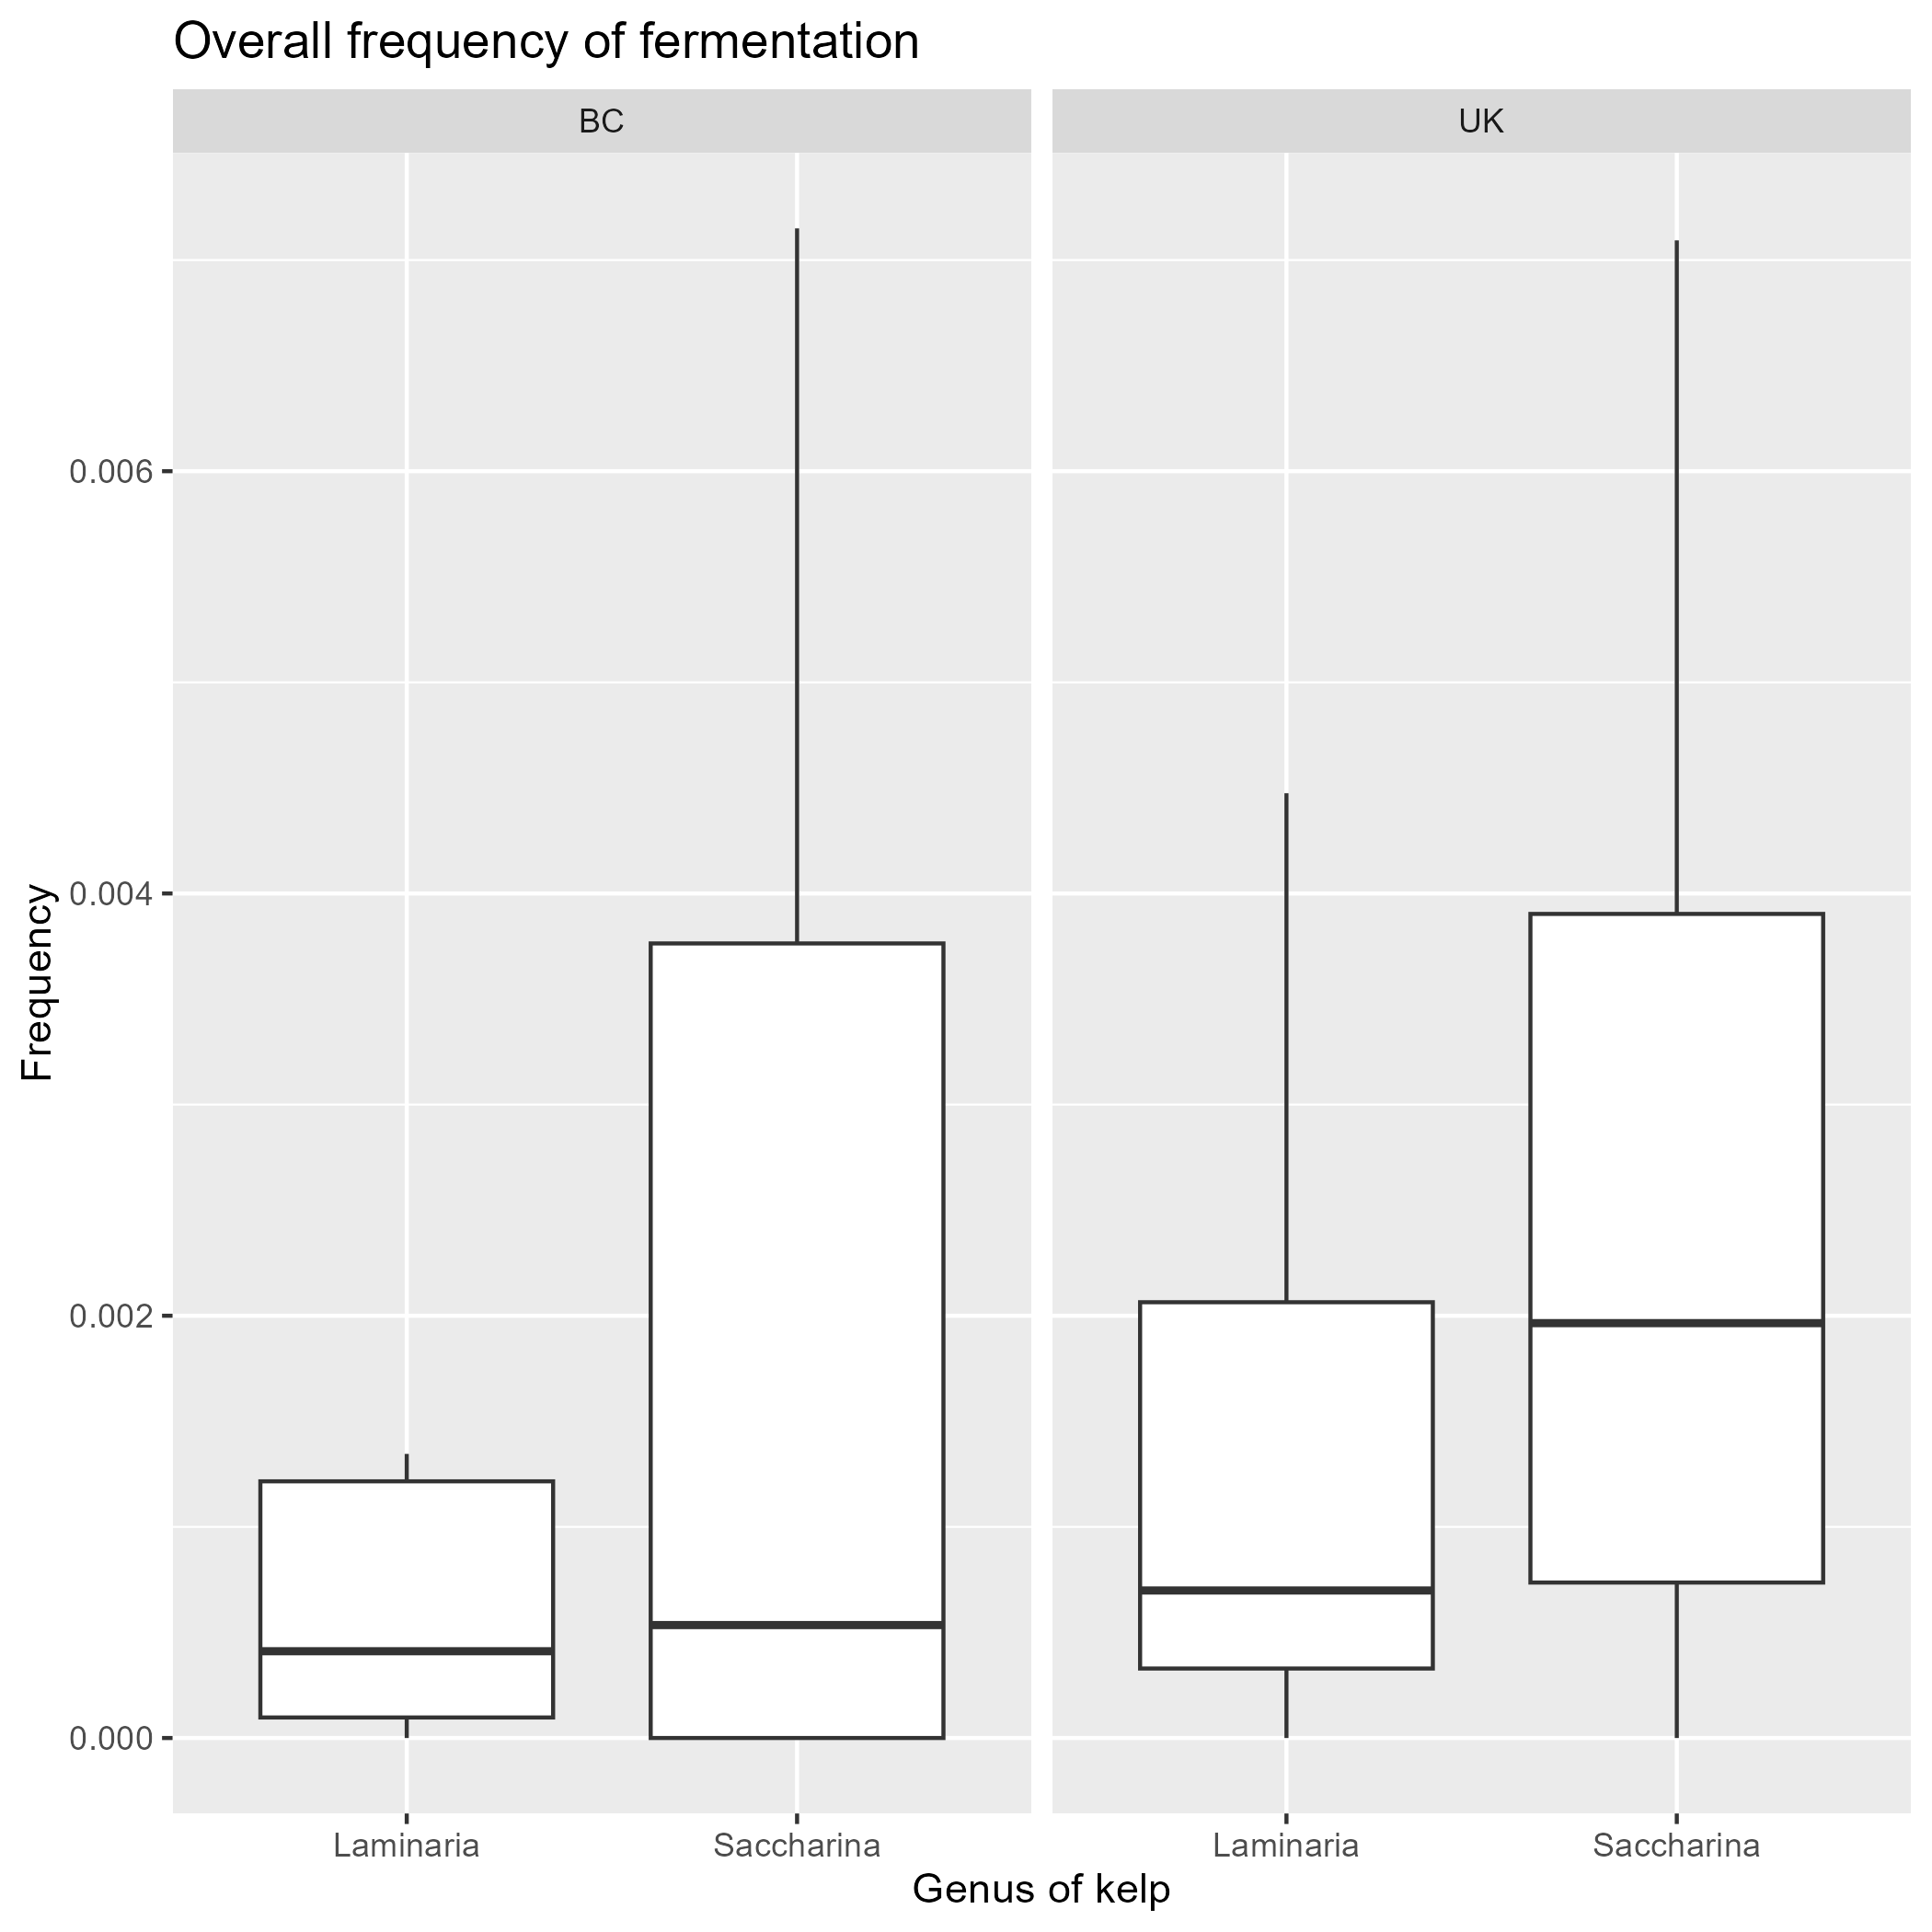 Overall frequency of fermentation
BC
UK
Frequency
0.006
0.004
0.002
0.000
Laminaria
Saccharina
Laminaria
Saccharina
Genus of kelp